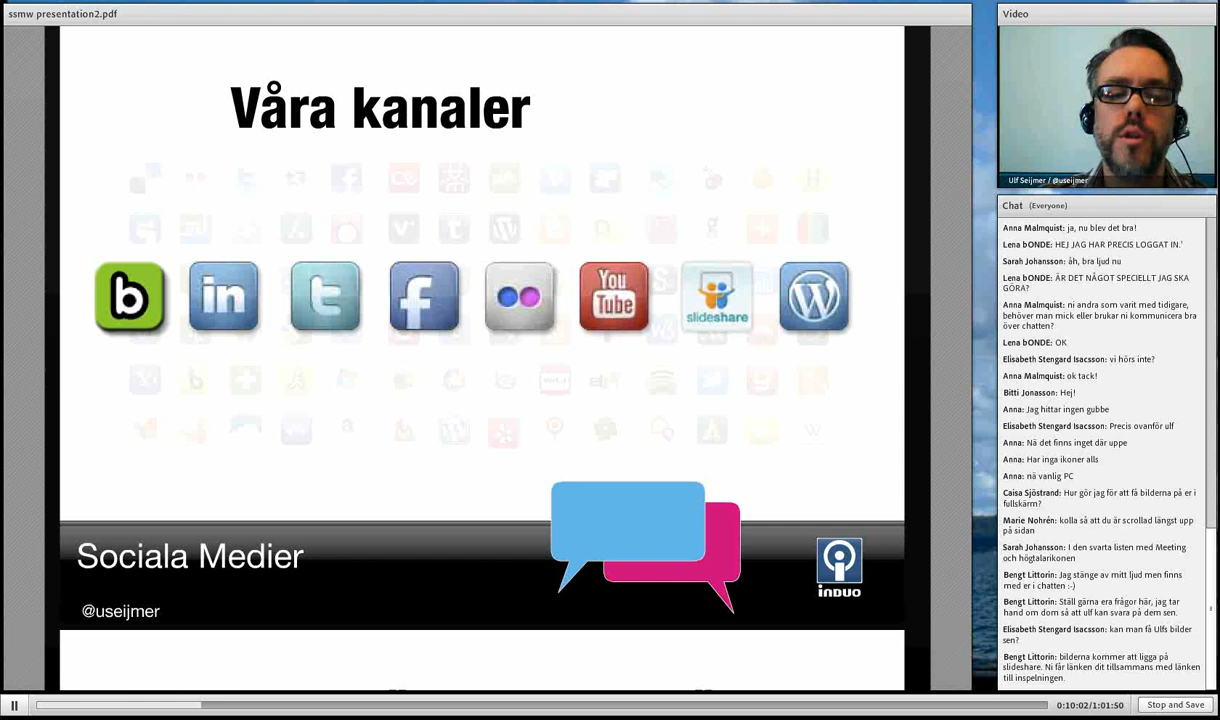 ssmw presentation2.pdf
Våra kanaler
b
in
t
f
You
Tube
slideshare
W
Sociala Medier
@useijmer
inDUO
Video
Ulf Seijmer / @useijmer
Chat (Everyone)
Anna Malmquist: ja, nu blev det bra!
Lena bONDE: HEJ JAG HAR PRECIS LOGGAT IN.'
Sarah Johansson: åh, bra ljud nu
Lena bONDE: ÄR DET NÅGOT SPECIELLT JAG SKA
GÖRA?
Anna Malmquist: ni andra som varit med tidigare,
behöver man mick eller brukar ni kommunicera bra
över chatten?
Lena bONDE: OK
Elisabeth Stengard Isacsson: vi hörs inte?
Anna Malmquist: ok tack!
Bitti Jonasson: Hej!
Anna: Jag hittar ingen gubbe
Elisabeth Stengard Isacsson: Precis ovanför ulf
Anna: Nä det finns inget där uppe
Anna: Har inga ikoner alls
Anna: nä vanlig PC
Caisa Sjöstrand: Hur gör jag för att få bilderna på er i
fullskärm?
Marie Nohrén: kolla så att du är scrollad längst upp
på sidan
Sarah Johansson: I den svarta listen med Meeting
och högtalarikonen
Bengt Littorin: Jag stänge av mitt ljud men finns
med er i chatten :-)
Bengt Littorin: Ställ gärna era frågor här, jag tar
hand om dom så att ulf kan svara på dem sen.
Elisabeth Stengard Isacsson: kan man få Ulfs bilder
sen?
Bengt Littorin: bilderna kommer att ligga på
slideshare. Ni får länken dit tillsammans med länken
till inspelningen.
0:10:02/1:01:50
Stop and Save